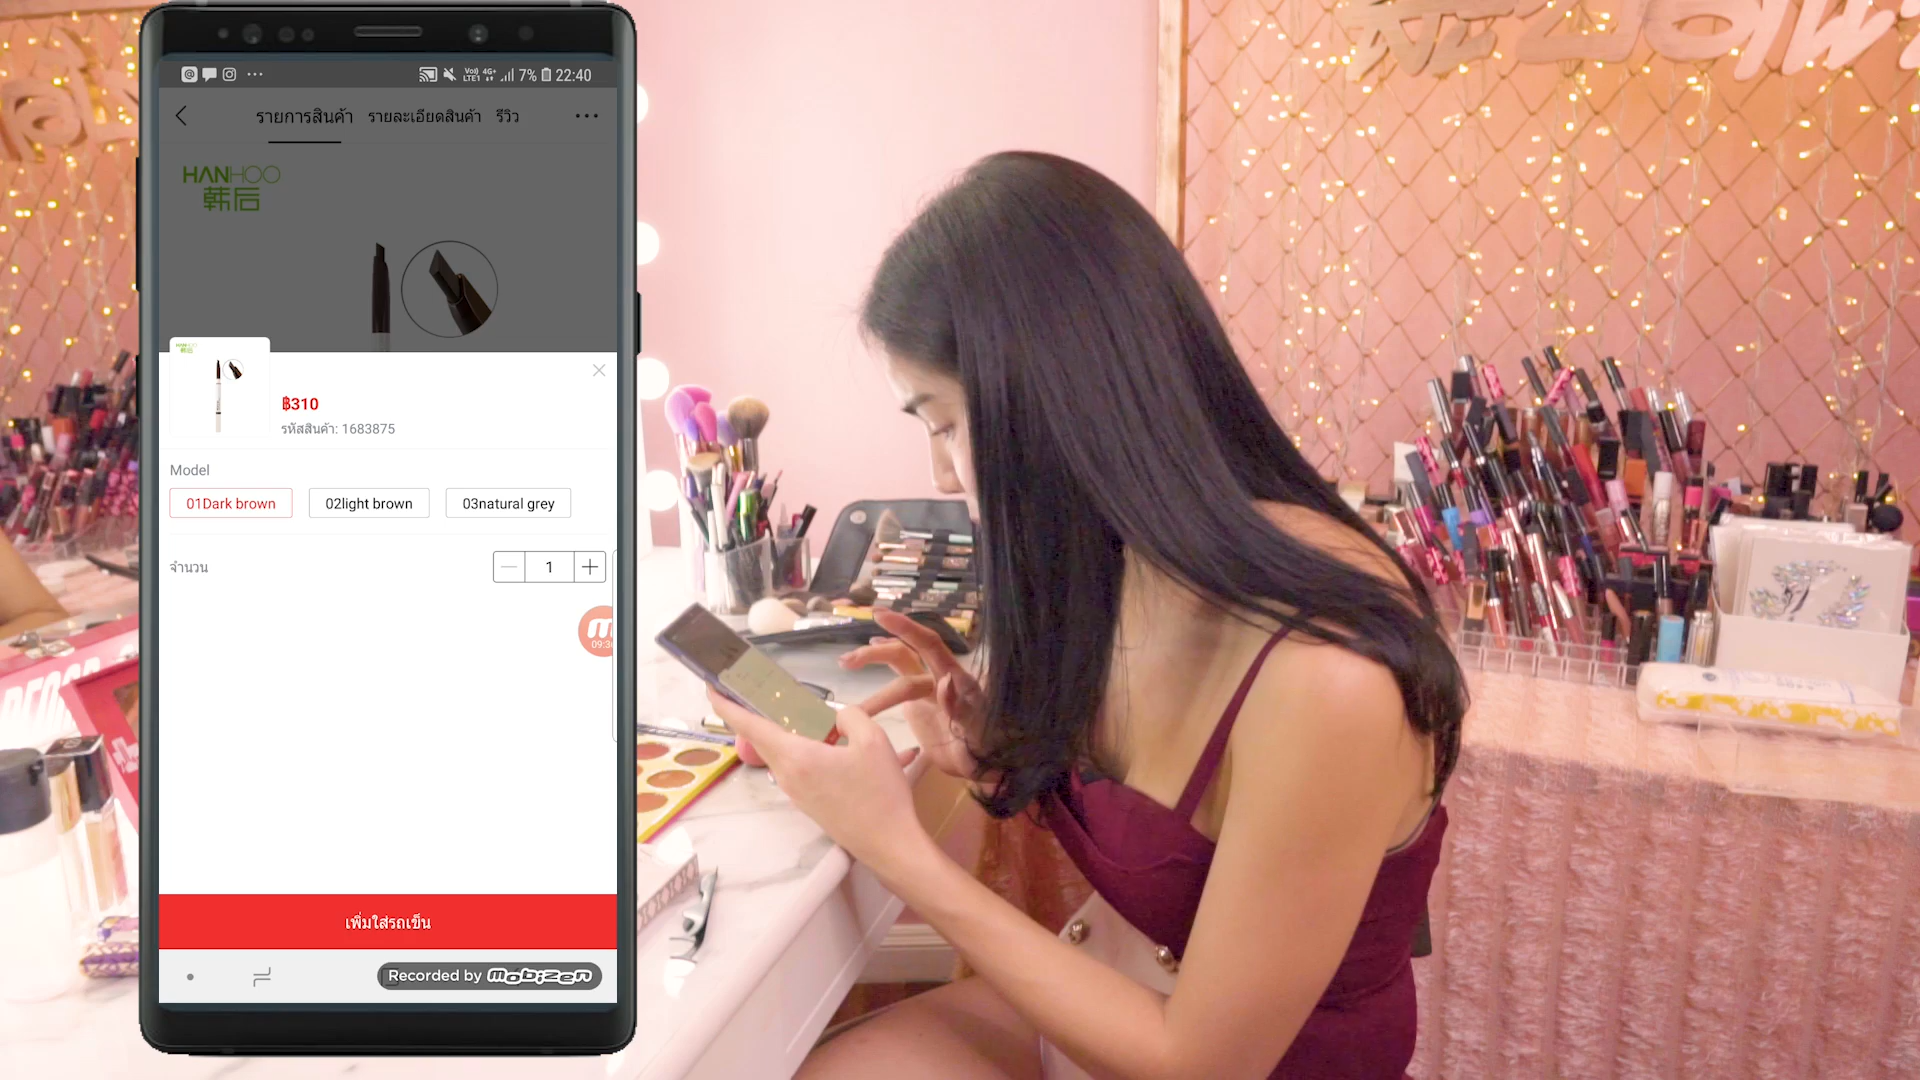 7% 22:40
รายการสินค้า รายละเอียดสินค้า รีวิว
HANHOO
韩后
HANHOO
韩后
฿310
รหัสสินค้า: 1683875
Model
01Dark brown 02light brown 03natural grey
จำนวน
1
เพิ่มใส่รถเข็น
Recorded by mobizen